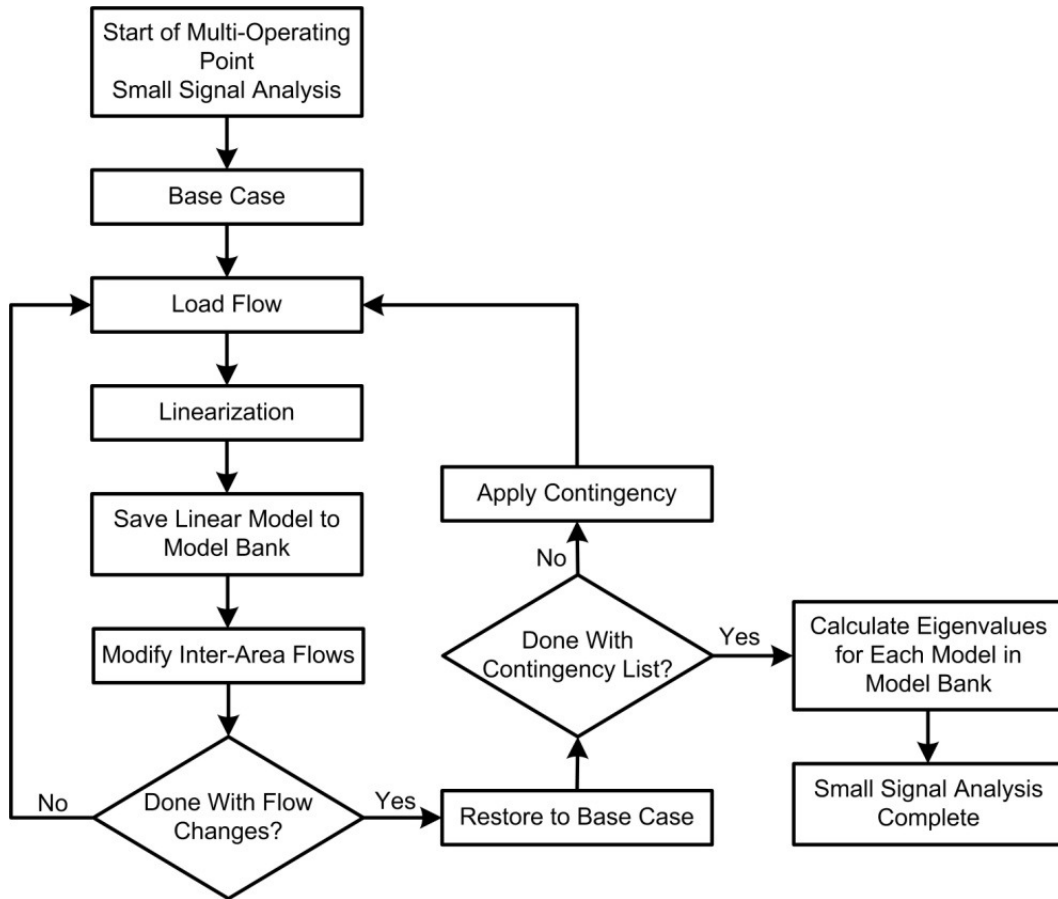 Start of Multi-Operating
Point
Small Signal Analysis
Base Case
Load Flow
Linearization
Save Linear Model to
Model Bank
Modify Inter-Area Flows
Done With Flow
Changes?
No
Yes
Restore to Base Case
Done With
Contingency List?
No
Apply Contingency
Yes
Calculate Eigenvalues
for Each Model in
Model Bank
Small Signal Analysis
Complete